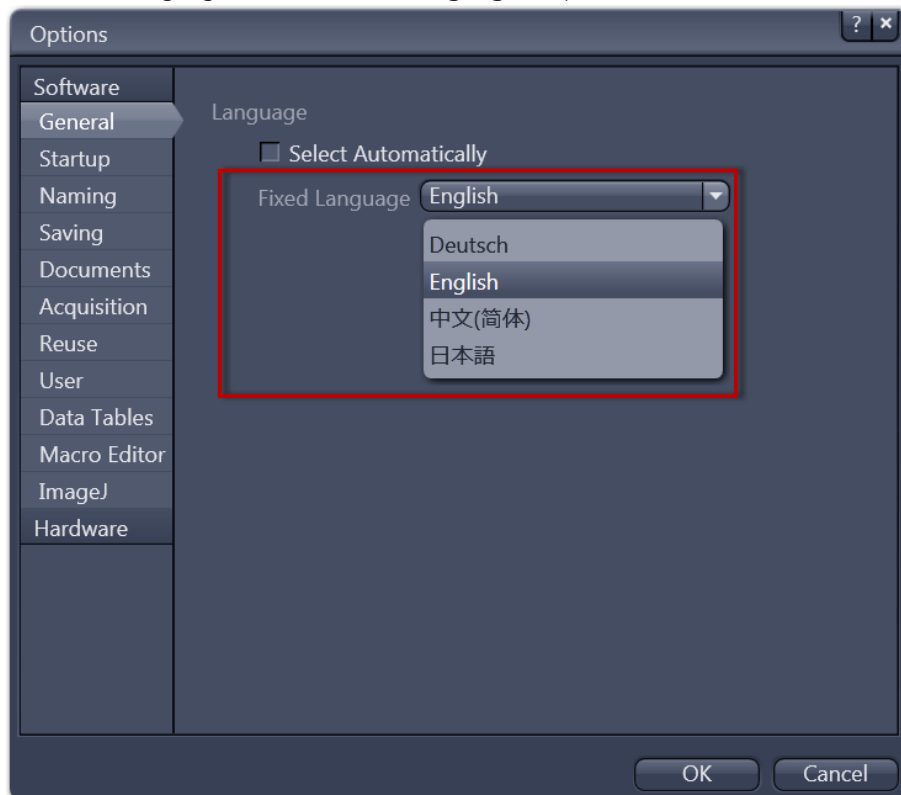 Options
? ×
Software
General
Startup
Naming
Saving
Documents
Acquisition
Reuse
User
Data Tables
Macro Editor
ImageJ
Hardware
Language
Select Automatically
Fixed Language English
Deutsch
English
中文(简体)
日本語
OK Cancel